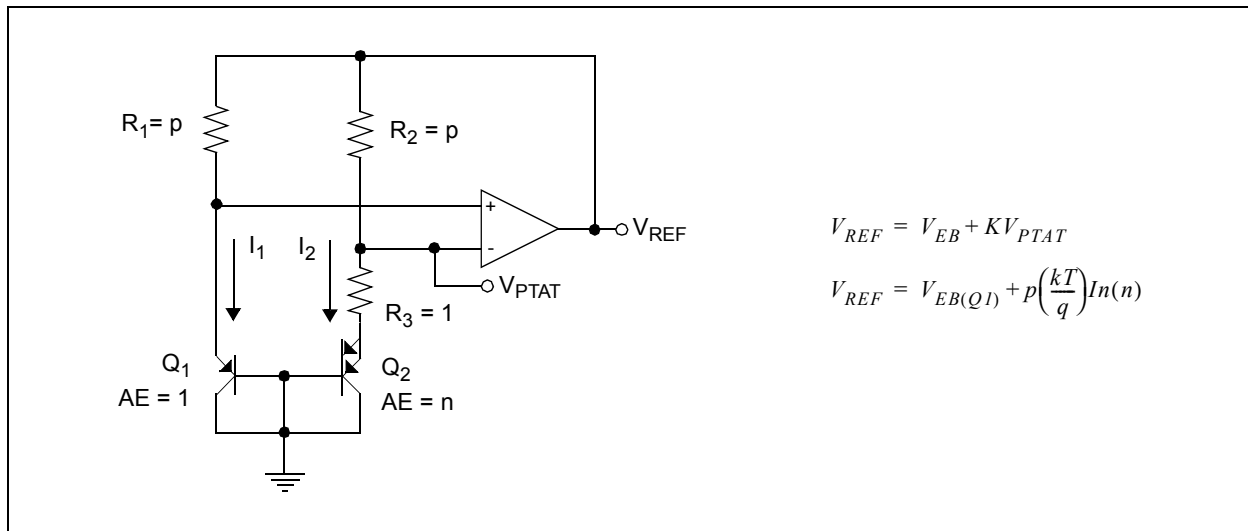 R1= p
R2 = p
+
-
VREF
I1
I2
VPTAT
R3 = 1
Q1
AE = 1
Q2
AE = n
VREF = VEB + KVPTAT
VREF = VEB(Q1) + p(kT/q)In(n)